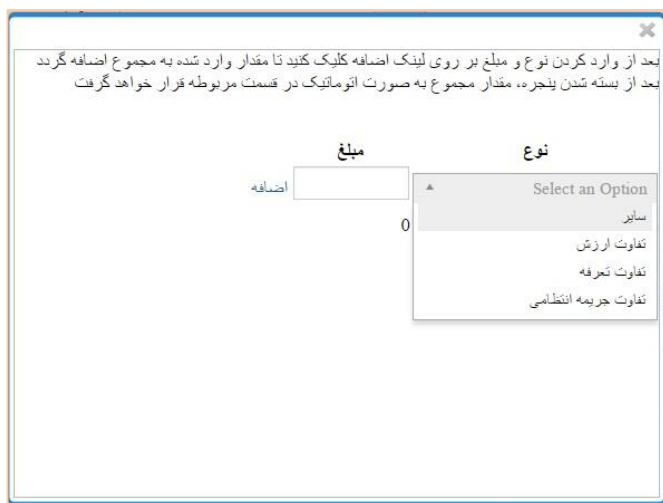 بعد از وارد کردن نوع و مبلغ بر روی لینک اضافه کلیک کنید تا مقدار وارد شده به مجموع اضافه گردد
بعد از بسته شدن پنجره، مقدار مجموع به صورت اتوماتیک در قسمت مربوطه قرار خواهد گرفت
نوع مبلغ
Select an Option اضافه
سایر
0
تفاوت ارزش
تفاوت تعرفه
تفاوت جریمه انتظامی